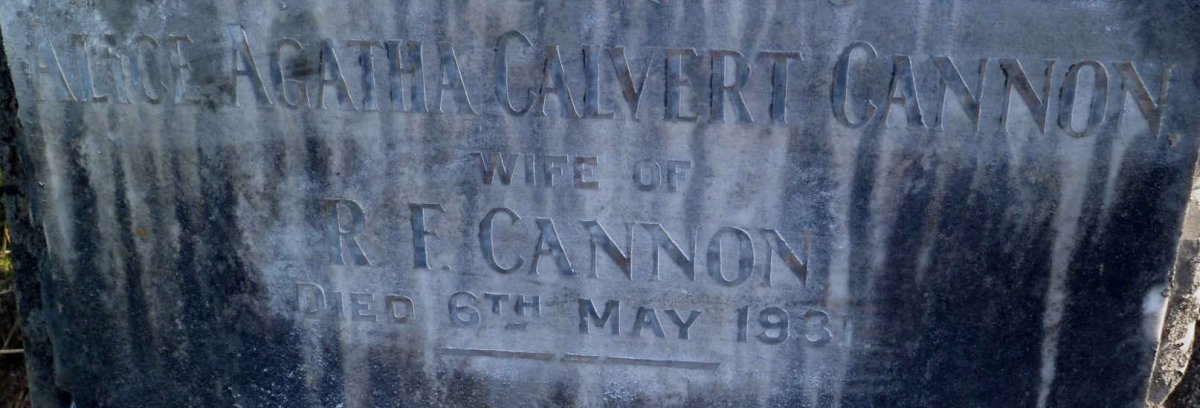 ALICE AGATHA CALVERT CANNON
WIFE OF
R. F. CANNON
DIED 6TH MAY